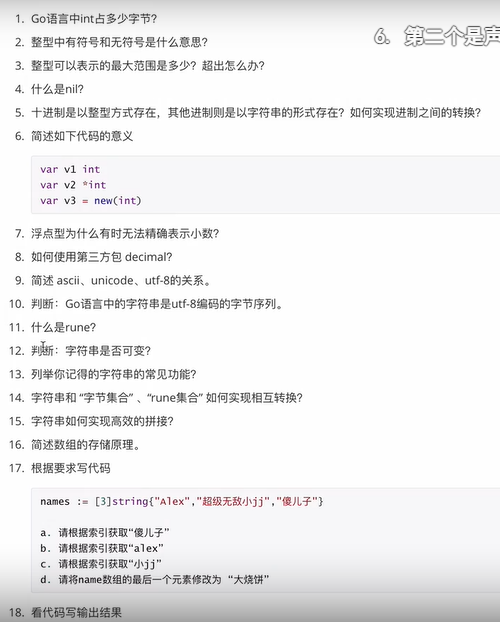 1. Go语言中int占多少字节？
6. 第二个是声
2. 整型中有符号和无符号是什么意思？
3. 整型可以表示的最大范围是多少？超出怎么办？
4. 什么是nil？
5. 十进制是以整型方式存在，其他进制则是以字符串的形式存在？如何实现进制之间的转换？
6. 简述如下代码的意义
var v1 int
var v2 *int
var v3 = new(int)
7. 浮点型为什么有时无法精确表示小数？
8. 如何使用第三方包 decimal？
9. 简述 ascii、unicode、utf-8的关系。
10. 判断：Go语言中的字符串是utf-8编码的字节序列。
11. 什么是rune？
12. 判断：字符串是否可变？
13. 列举你记得的字符串的常见功能？
14. 字符串和 “字节集合” 、“rune集合” 如何实现相互转换？
15. 字符串如何实现高效的拼接？
16. 简述数组的存储原理。
17. 根据要求写代码
names := [3]string{"Alex","超级无敌小jj","傻儿子"}
a. 请根据索引获取“傻儿子”
b. 请根据索引获取“alex”
c. 请根据索引获取“小jj”
d. 请将name数组的最后一个元素修改为 “大烧饼”
18. 看代码写输出结果